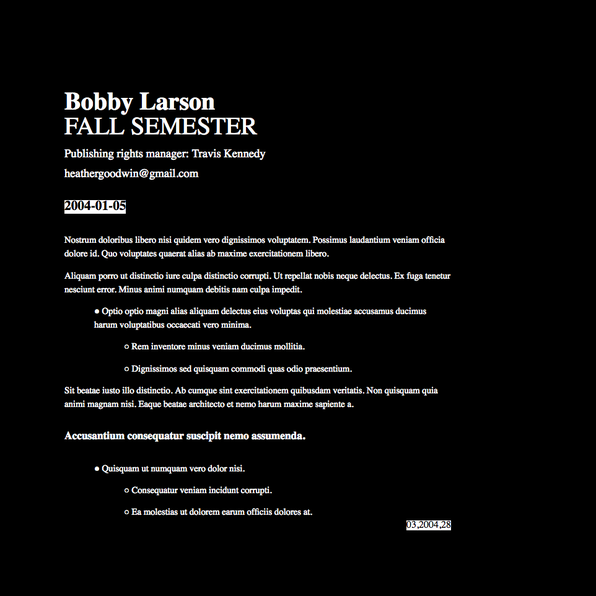 Bobby Larson
FALL SEMESTER
Publishing rights manager: Travis Kennedy
heathergoodwin@gmail.com
2004-01-05
Nostrum doloribus libero nisi quidem vero dignissimos voluptatem. Possimus laudantium veniam officia
dolore id. Quo voluptates quaerat alias ab maxime exercitationem libero.
Aliquam porro ut distinctio iure culpa distinctio corrupti. Ut repellat nobis neque delectus. Ex fuga tenetur
nesciunt error. Minus animi numquam debitis nam culpa impedit.
● Optio optio magni alias aliquam delectus eius voluptas qui molestiae accusamus ducimus
harum voluptatibus occaecati vero minima.
○ Rem inventore minus veniam ducimus mollitia.
○ Dignissimos sed quisquam commodi quas odio praesentium.
Sit beatae iusto illo distinctio. Ab cumque sint exercitationem quibusdam veritatis. Non quisquam quia
animi magnam nisi. Eaque beatae architecto et nemo harum maxime sapiente a.
Accusantium consequatur suscipit nemo assumenda.
● Quisquam ut numquam vero dolor nisi.
○ Consequatur veniam incidunt corrupti.
○ Ea molestias ut dolorem earum officiis dolores at.
03,2004,28